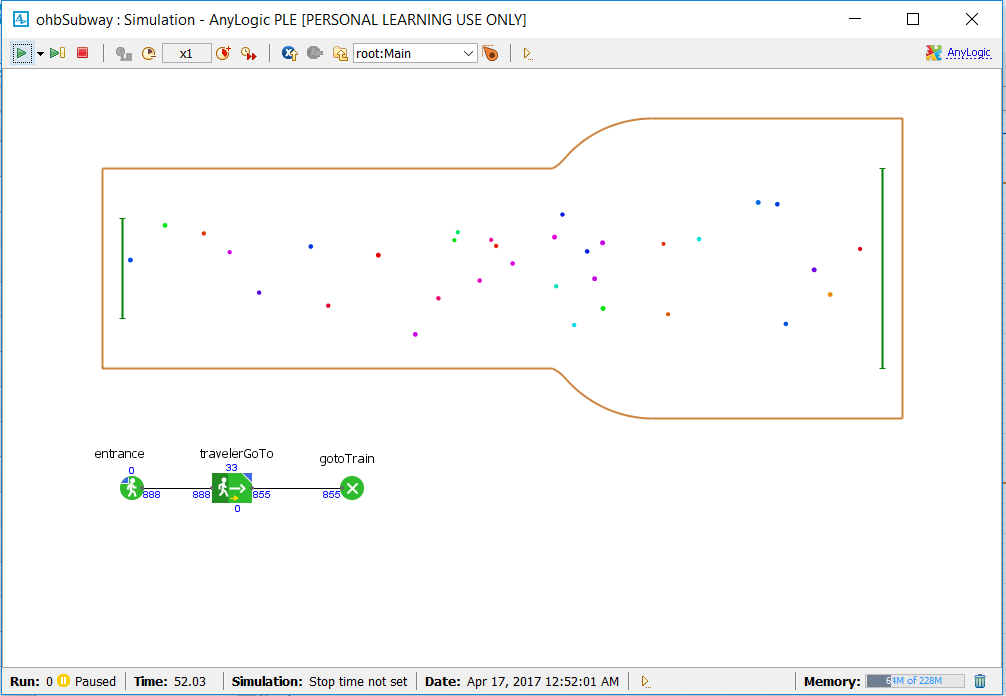 ohbSubway : Simulation - AnyLogic PLE [PERSONAL LEARNING USE ONLY]
x1 root:Main AnyLogic
entrance travelerGoTo gotoTrain
0 33
888 888 855 855
0
Run: 0 Paused Time: 52.03 Simulation: Stop time not set Date: Apr 17, 2017 12:52:01 AM Memory: M of 228M